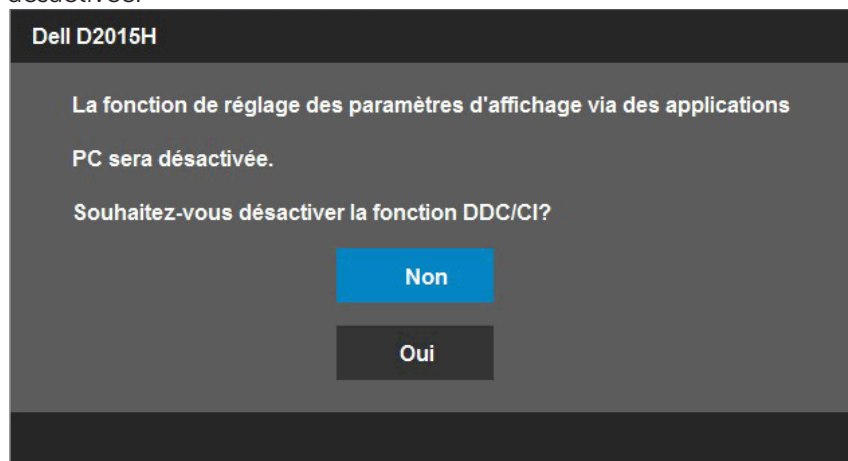 désactivée.
Dell D2015H
La fonction de réglage des paramètres d'affichage via des applications
PC sera désactivée.
Souhaitez-vous désactiver la fonction DDC/CI?
Non
Oui